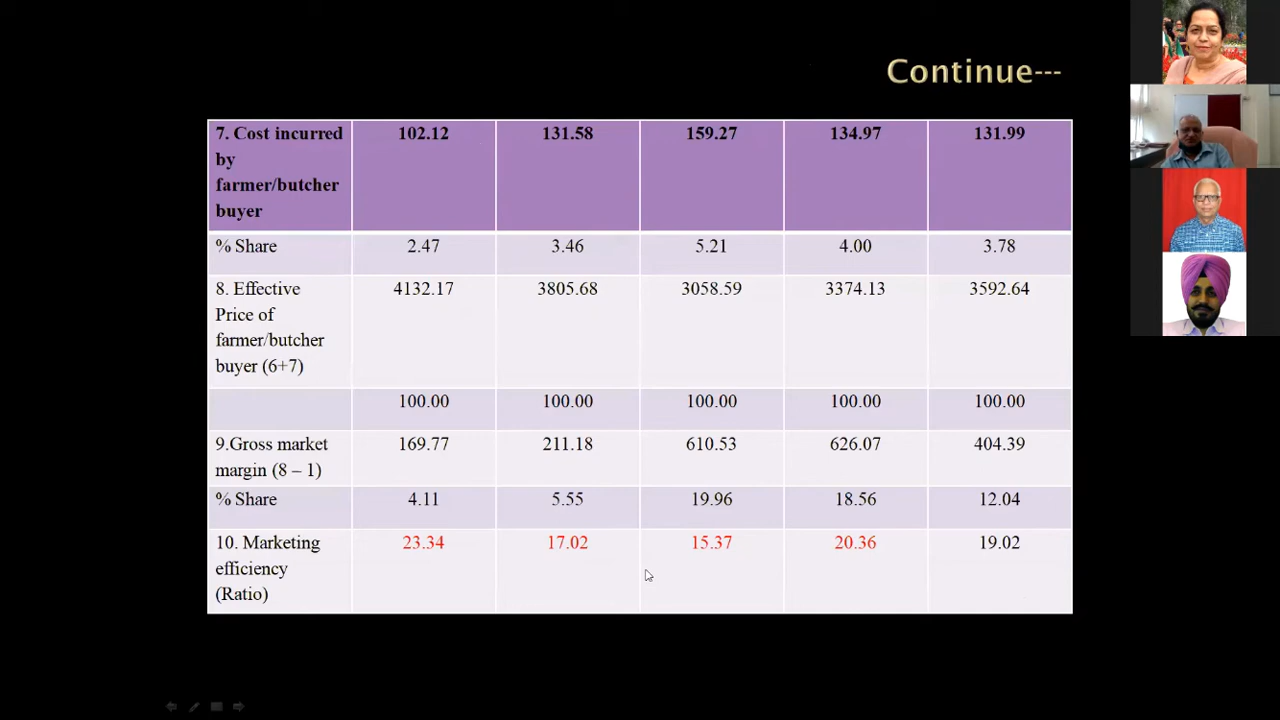 Continue---
7. Cost incurred 102.12 131.58 159.27 134.97 131.99
by
farmer/butcher
buyer
% Share 2.47 3.46 5.21 4.00 3.78
8. Effective 4132.17 3805.68 3058.59 3374.13 3592.64
Price of
farmer/butcher
buyer (6+7)
100.00 100.00 100.00 100.00 100.00
9.Gross market 169.77 211.18 610.53 626.07 404.39
margin (8 – 1)
% Share 4.11 5.55 19.96 18.56 12.04
10. Marketing 23.34 17.02 15.37 20.36 19.02
efficiency
(Ratio)